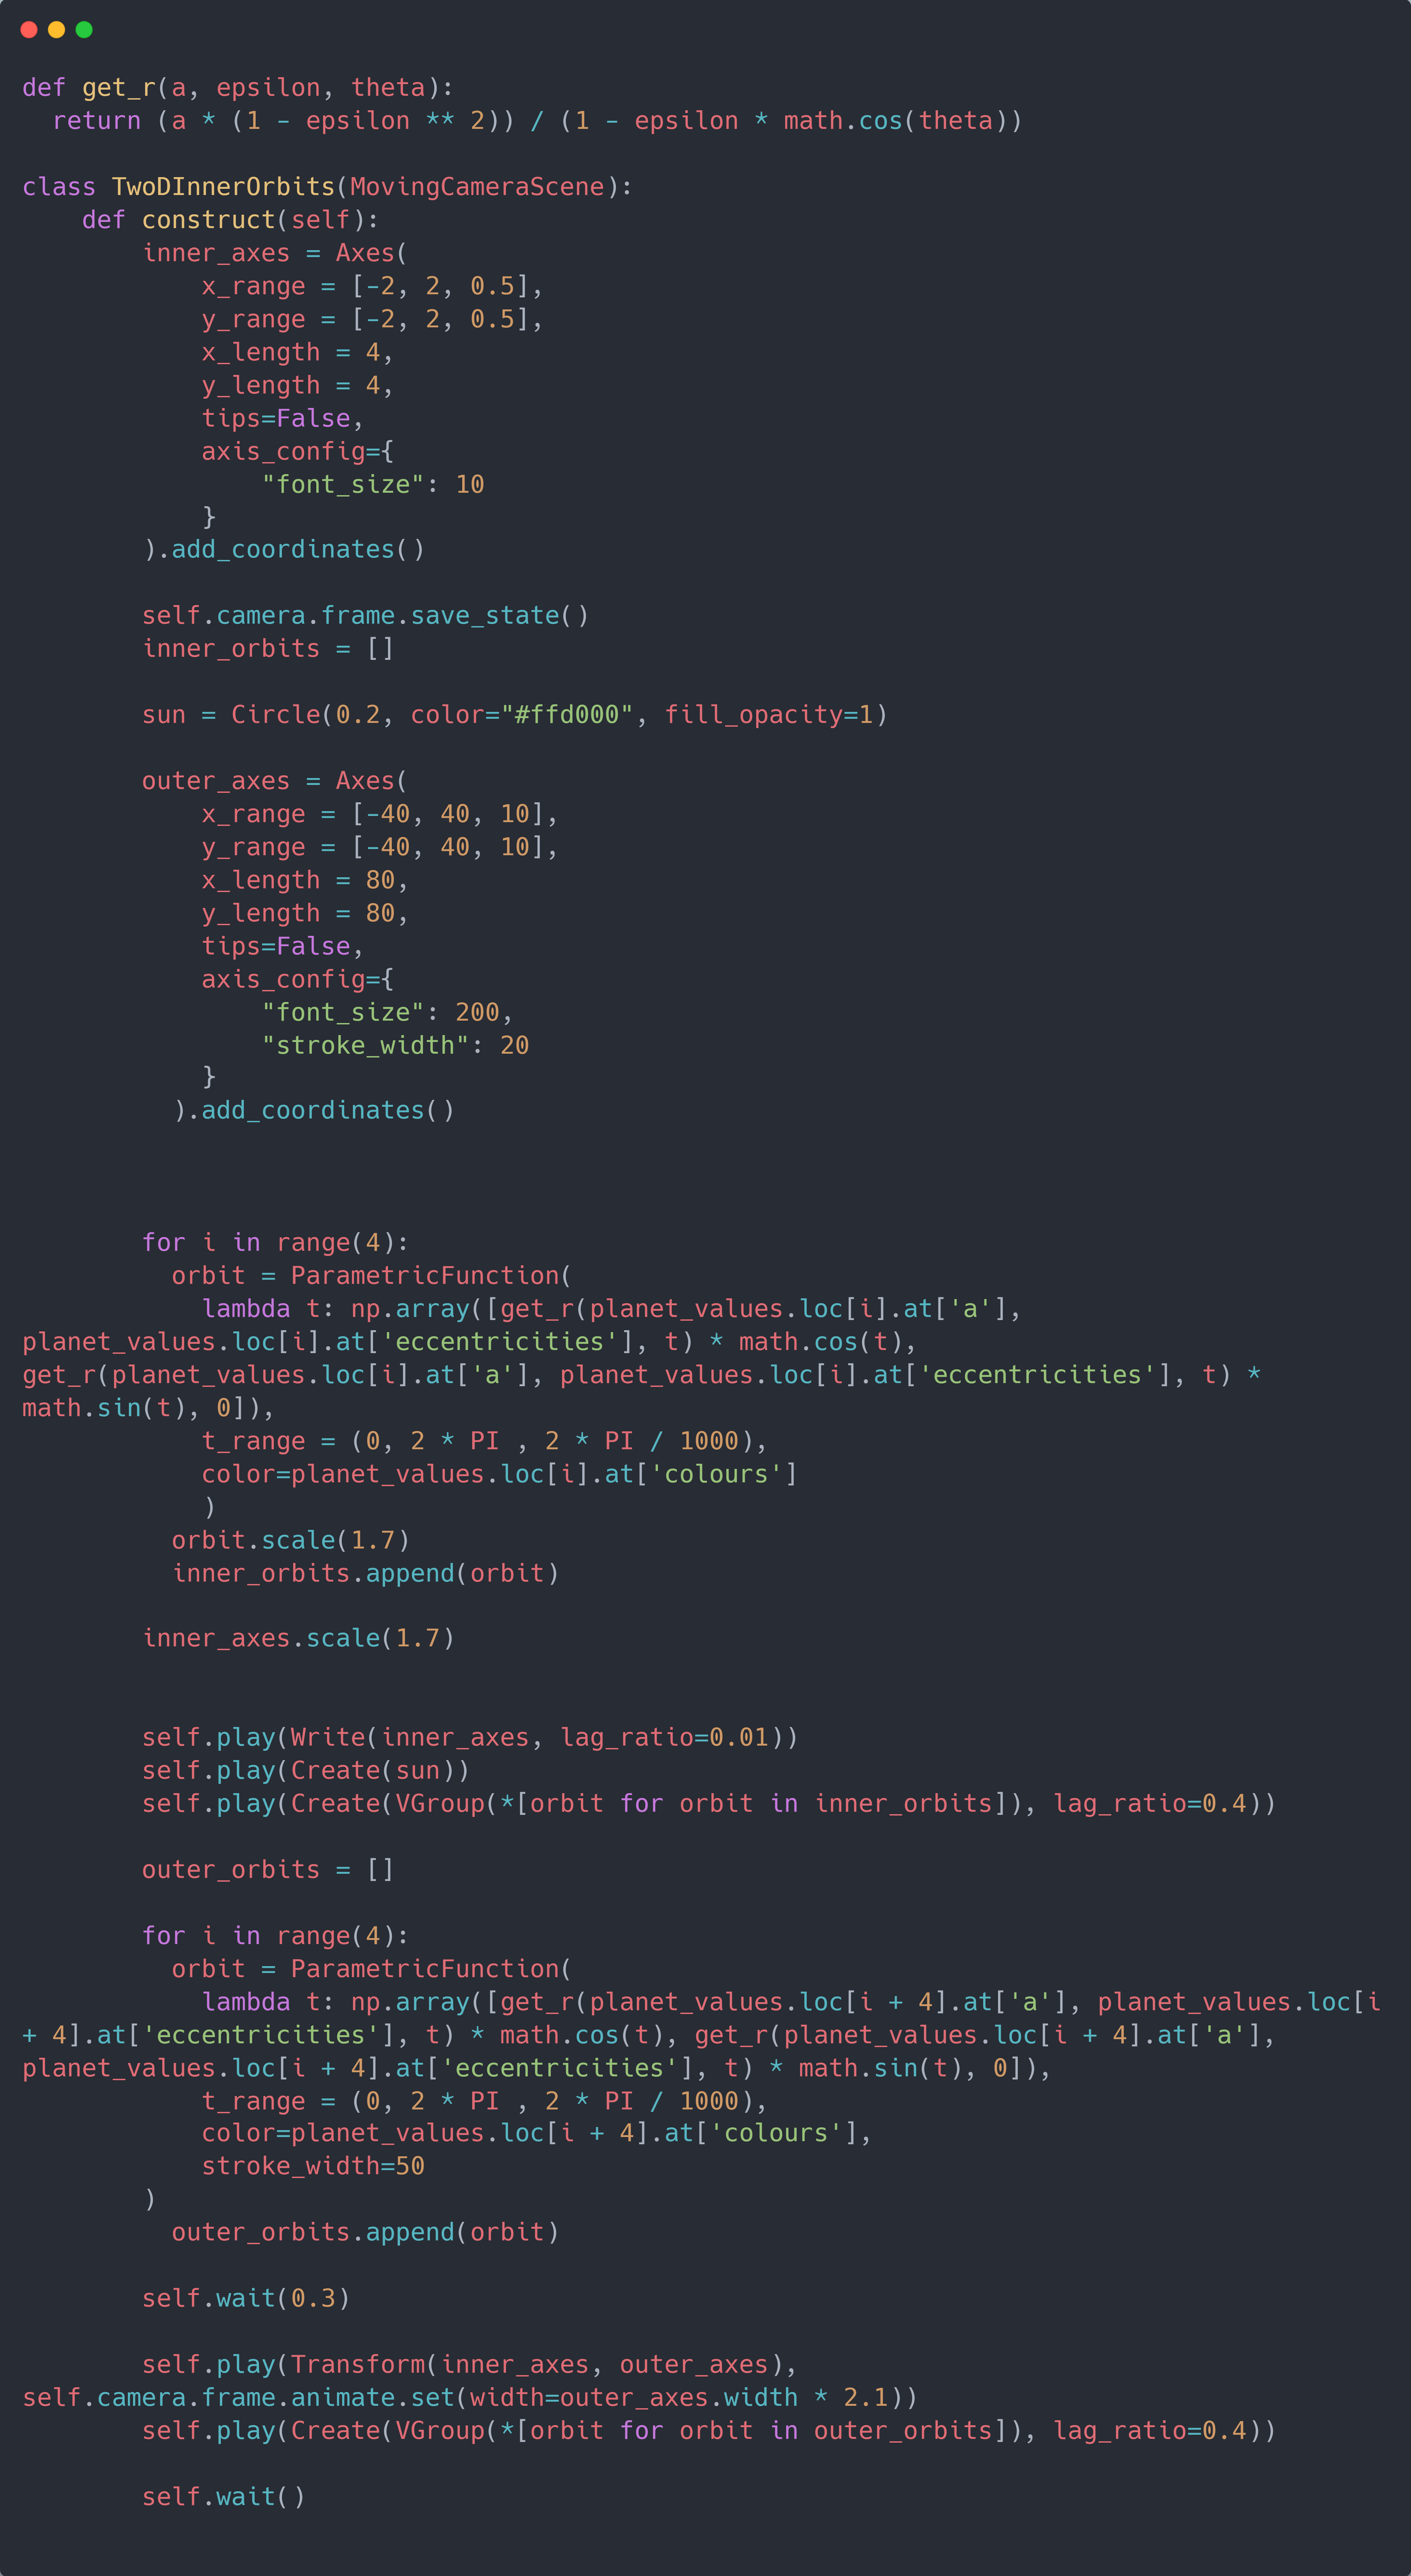 def get_r(a, epsilon, theta):
  return (a * (1 - epsilon ** 2)) / (1 - epsilon * math.cos(theta))

class TwoDInnerOrbits(MovingCameraScene):
    def construct(self):
        inner_axes = Axes(
            x_range = [-2, 2, 0.5],
            y_range = [-2, 2, 0.5],
            x_length = 4,
            y_length = 4,
            tips=False,
            axis_config={
                "font_size": 10
            }
        ).add_coordinates()

        self.camera.frame.save_state()
        inner_orbits = []

        sun = Circle(0.2, color="#ffd000", fill_opacity=1)

        outer_axes = Axes(
            x_range = [-40, 40, 10],
            y_range = [-40, 40, 10],
            x_length = 80,
            y_length = 80,
            tips=False,
            axis_config={
                "font_size": 200,
                "stroke_width": 20
            }
          ).add_coordinates()

        for i in range(4):
          orbit = ParametricFunction(
            lambda t: np.array([get_r(planet_values.loc[i].at['a'],
planet_values.loc[i].at['eccentricities'], t) * math.cos(t),
get_r(planet_values.loc[i].at['a'], planet_values.loc[i].at['eccentricities'], t) *
math.sin(t), 0]),
            t_range = (0, 2 * PI , 2 * PI / 1000),
            color=planet_values.loc[i].at['colours']
            )
          orbit.scale(1.7)
          inner_orbits.append(orbit)

        inner_axes.scale(1.7)

        self.play(Write(inner_axes, lag_ratio=0.01))
        self.play(Create(sun))
        self.play(Create(VGroup(*[orbit for orbit in inner_orbits]), lag_ratio=0.4))

        outer_orbits = []

        for i in range(4):
          orbit = ParametricFunction(
            lambda t: np.array([get_r(planet_values.loc[i + 4].at['a'], planet_values.loc[i
+ 4].at['eccentricities'], t) * math.cos(t), get_r(planet_values.loc[i + 4].at['a'],
planet_values.loc[i + 4].at['eccentricities'], t) * math.sin(t), 0]),
            t_range = (0, 2 * PI , 2 * PI / 1000),
            color=planet_values.loc[i + 4].at['colours'],
            stroke_width=50
        )
          outer_orbits.append(orbit)

        self.wait(0.3)

        self.play(Transform(inner_axes, outer_axes),
self.camera.frame.animate.set(width=outer_axes.width * 2.1))
        self.play(Create(VGroup(*[orbit for orbit in outer_orbits]), lag_ratio=0.4))

        self.wait()